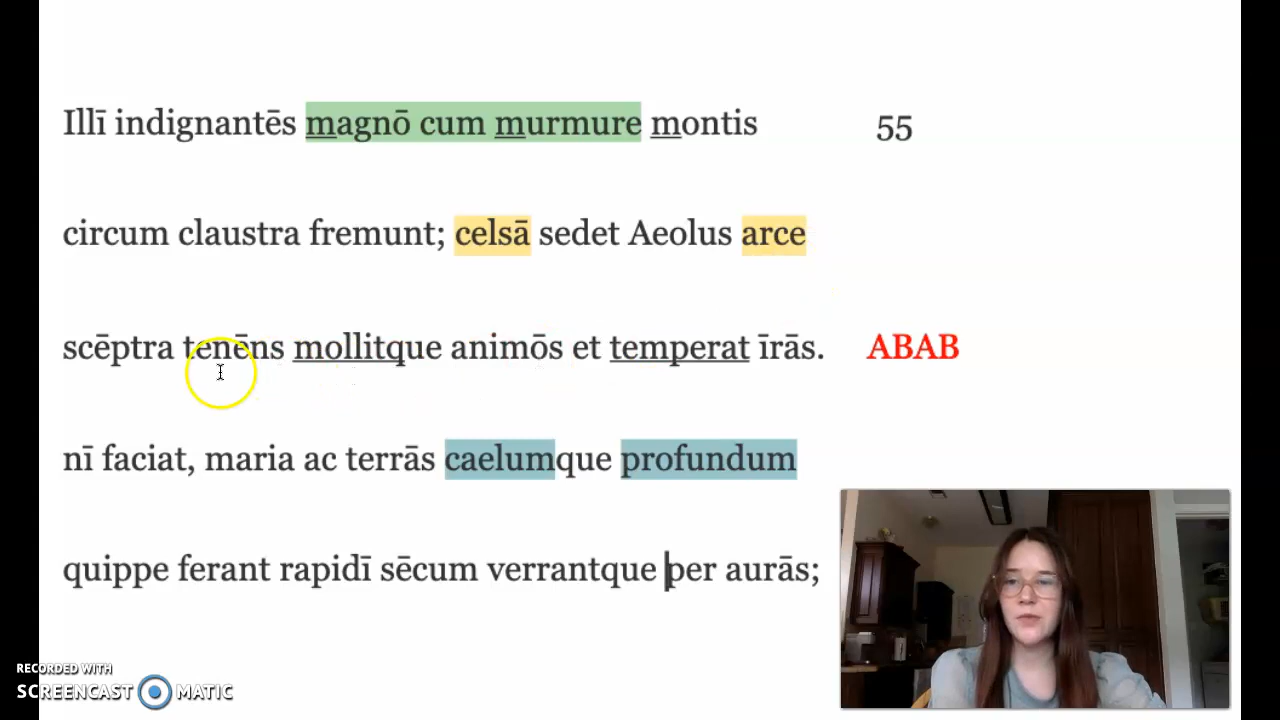 Illī indignantēs magnō cum murmure montis 55
circum claustra fremunt; celsā sedet Aeolus arce
scēptra tenēns mollitque animōs et temperat īrās. ABAB
nī faciat, maria ac terrās caelumque profundum
quippe ferant rapidī sēcum verrantque per aurās;
RECORDED WITH
SCREENCAST MATIC